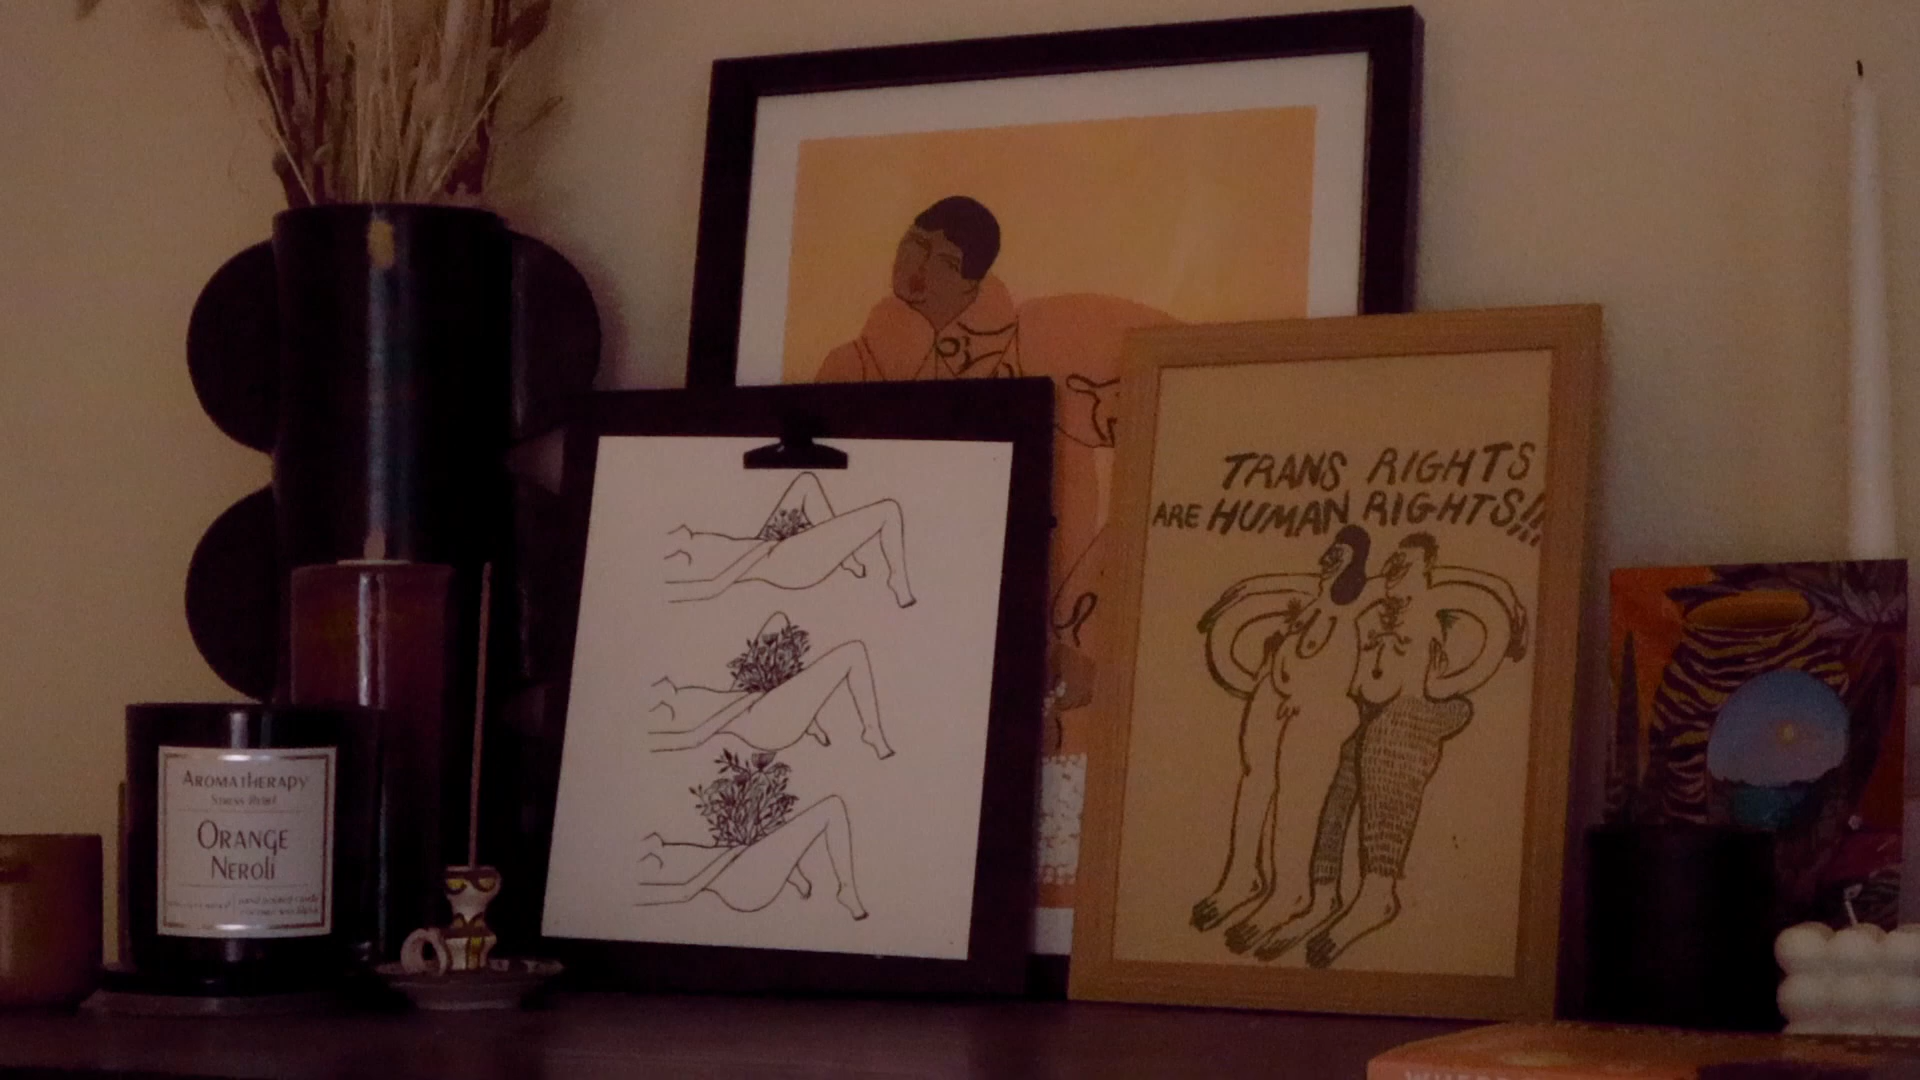 TRANS RIGHTS
ARE HUMAN RIGHTS!!!
AROMATHERAPY
Stress Relief
ORANGE
NEROLI